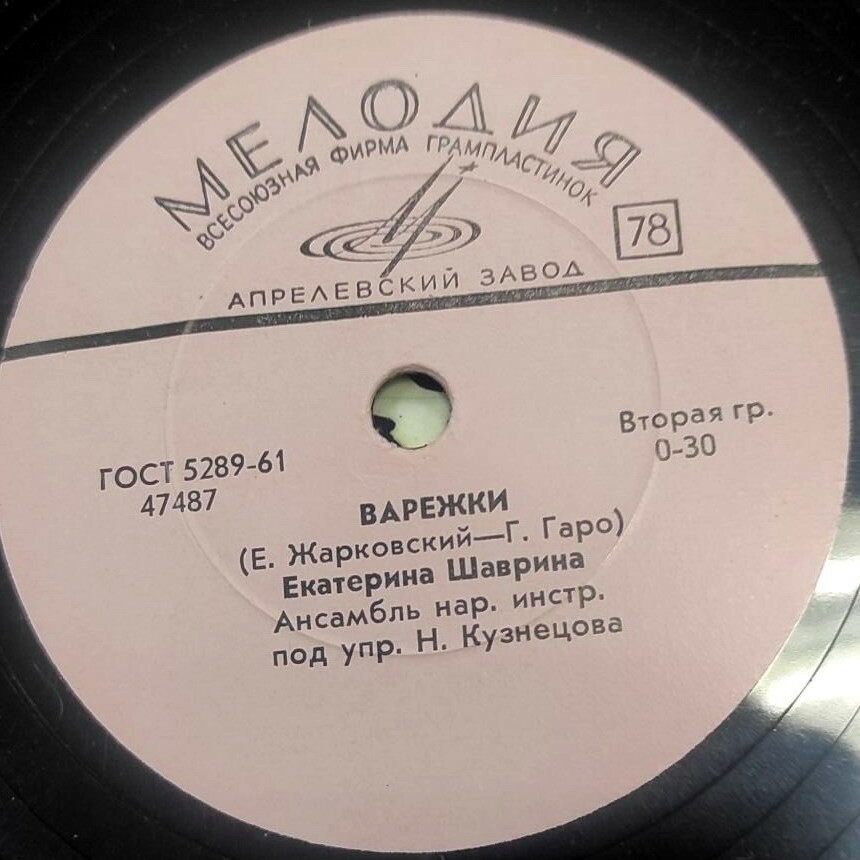 МЕЛОДИЯ
ВСЕСОЮЗНАЯ ФИРМА ГРАМПЛАСТИНОК
78
АПРЕЛЕВСКИЙ ЗАВОД
Вторая гр.
0-30
ГОСТ 5289-61
47487
ВАРЕЖКИ
(Е. Жарковский—Г. Гаро)
Екатерина Шаврина
Ансамбль нар. инстр.
под упр. Н. Кузнецова